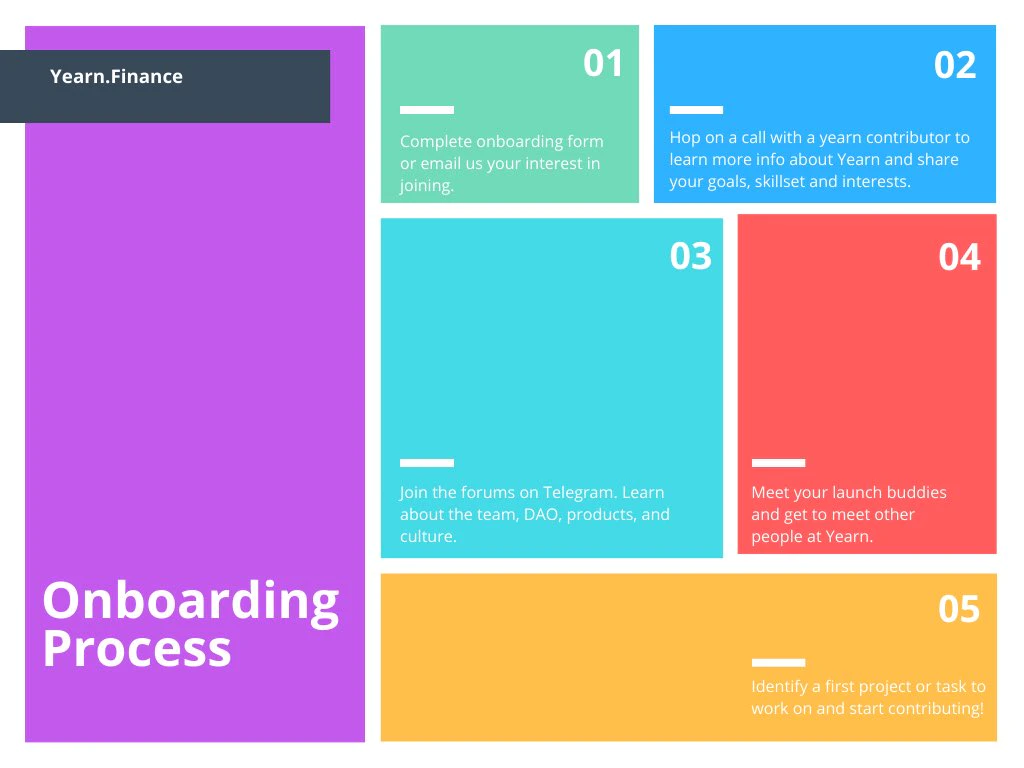 Yearn.Finance
Onboarding
Process
01
Complete onboarding form
or email us your interest in
joining.
02
Hop on a call with a yearn contributor to
learn more info about Yearn and share
your goals, skillset and interests.
03
Join the forums on Telegram. Learn
about the team, DAO, products, and
culture.
04
Meet your launch buddies
and get to meet other
people at Yearn.
05
Identify a first project or task to
work on and start contributing!